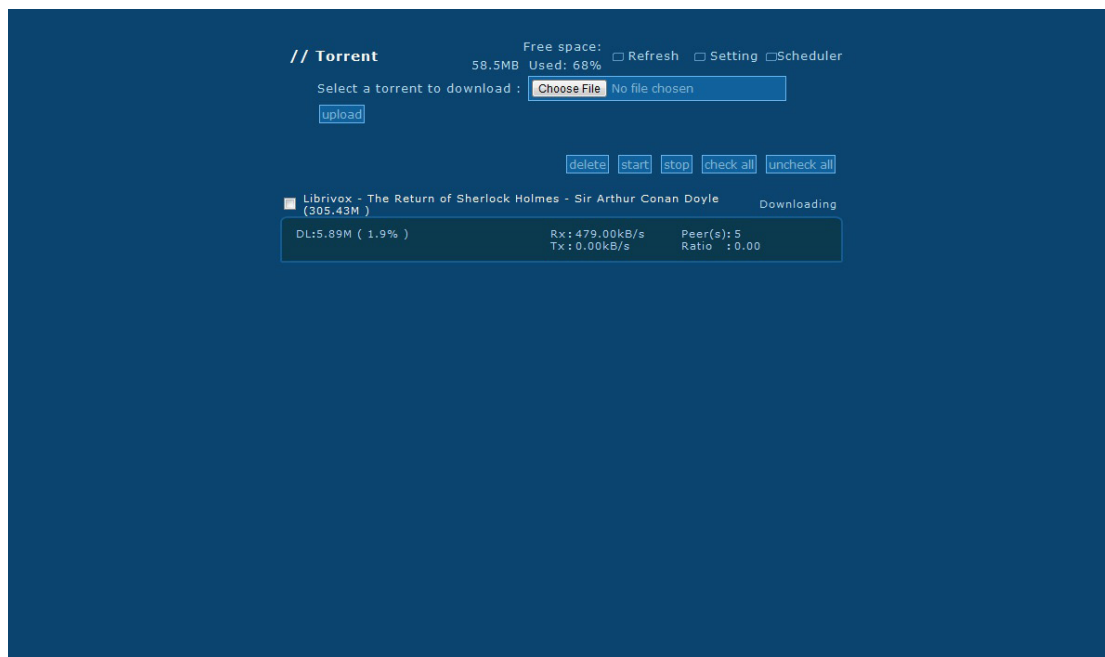 // Torrent
Free space:
58.5MB Used: 68%
Refresh Setting Scheduler
Select a torrent to download : Choose File No file chosen
upload
delete start stop check all uncheck all
Librivox - The Return of Sherlock Holmes - Sir Arthur Conan Doyle
(305.43M )
Downloading
DL:5.89M ( 1.9% )
Rx:479.00kB/s Peer(s):5
Tx:0.00kB/s Ratio :0.00